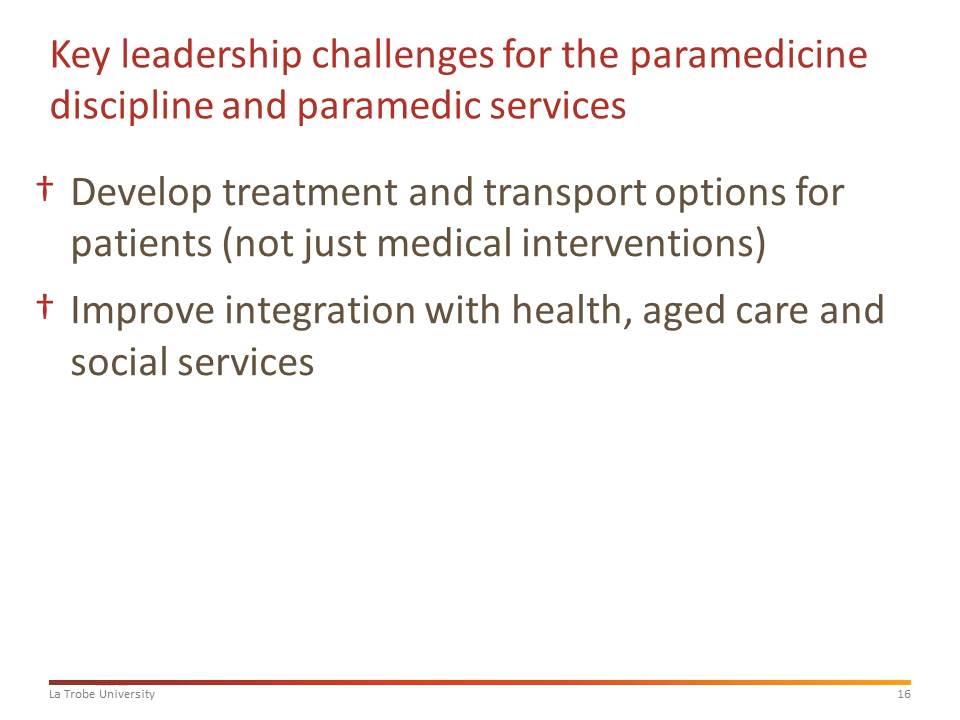 Key leadership challenges for the paramedicine
discipline and paramedic services
† Develop treatment and transport options for
patients (not just medical interventions)
† Improve integration with health, aged care and
social services
La Trobe University 16